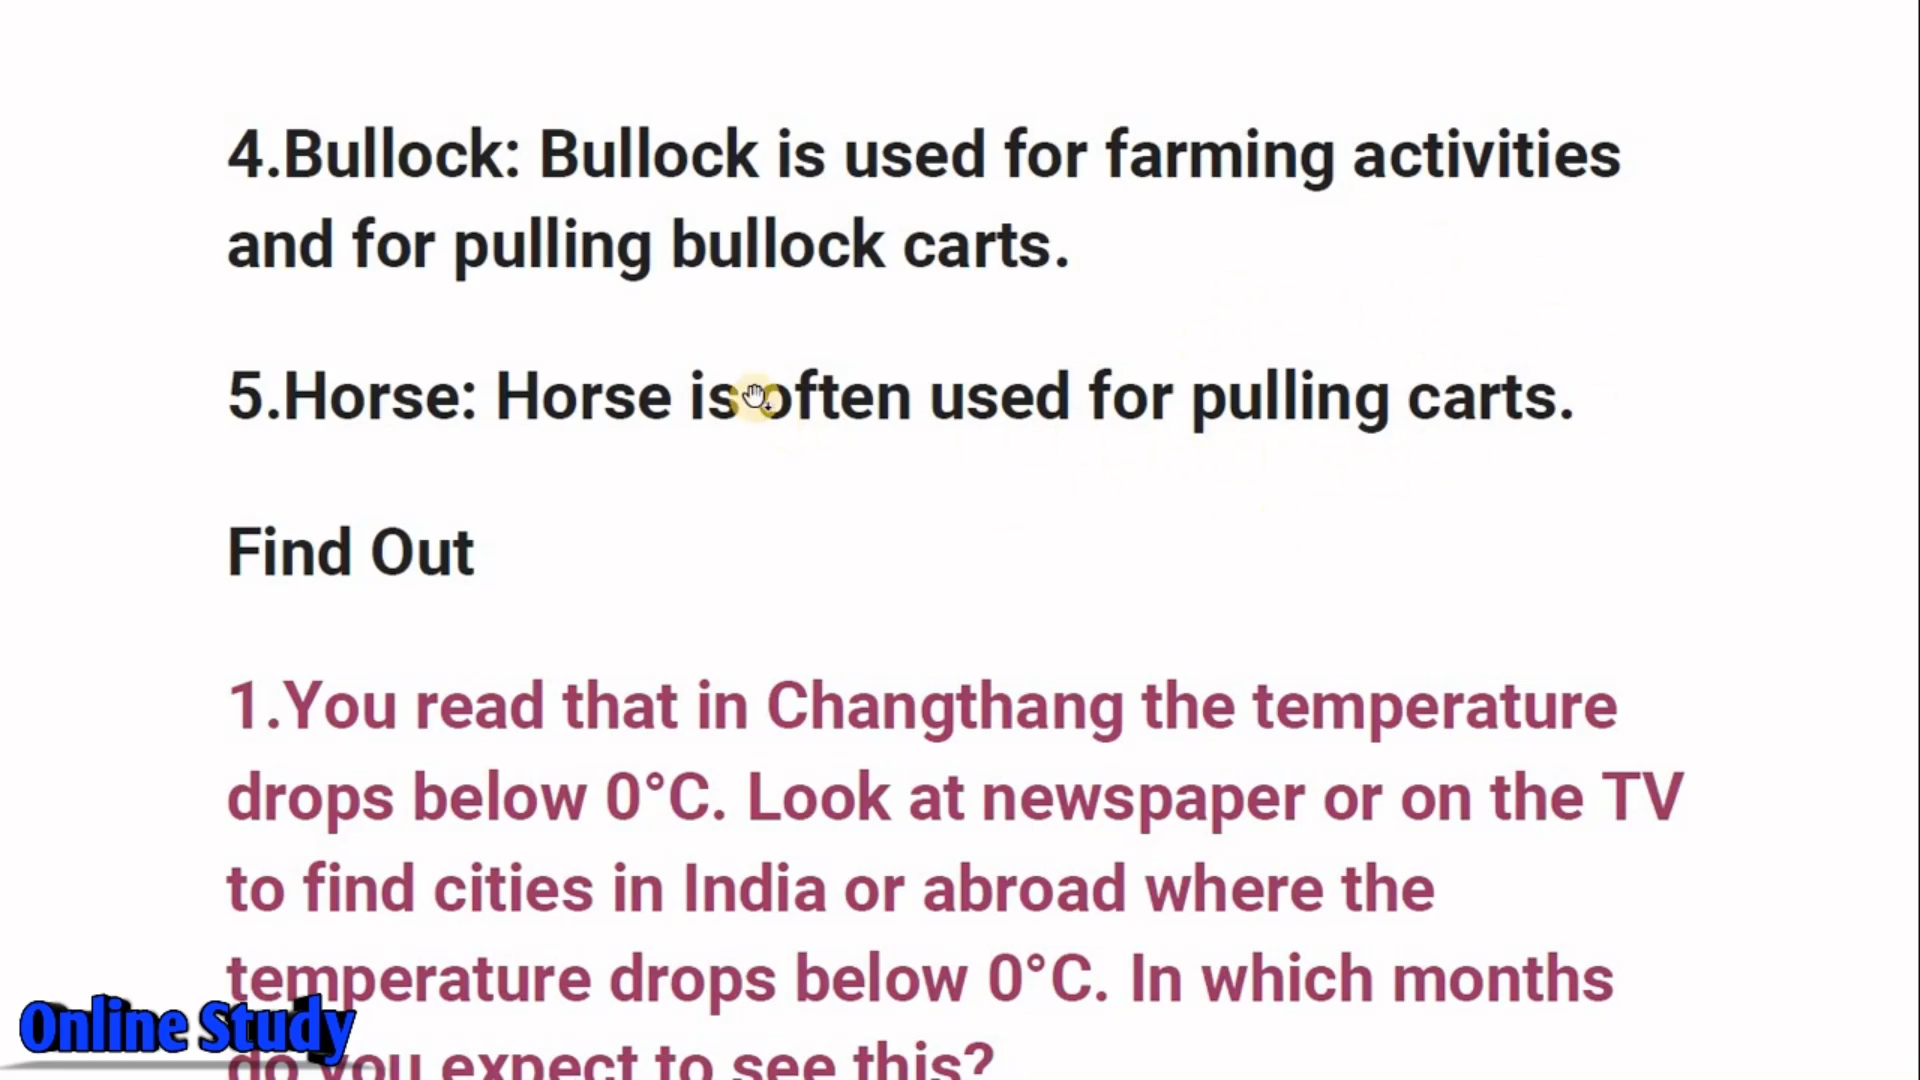 4.Bullock: Bullock is used for farming activities
and for pulling bullock carts.
5.Horse: Horse is often used for pulling carts.
Find Out
1.You read that in Changthang the temperature
drops below 0°C. Look at newspaper or on the TV
to find cities in India or abroad where the
temperature drops below 0°C. In which months
do you expect to see this?
Online Study